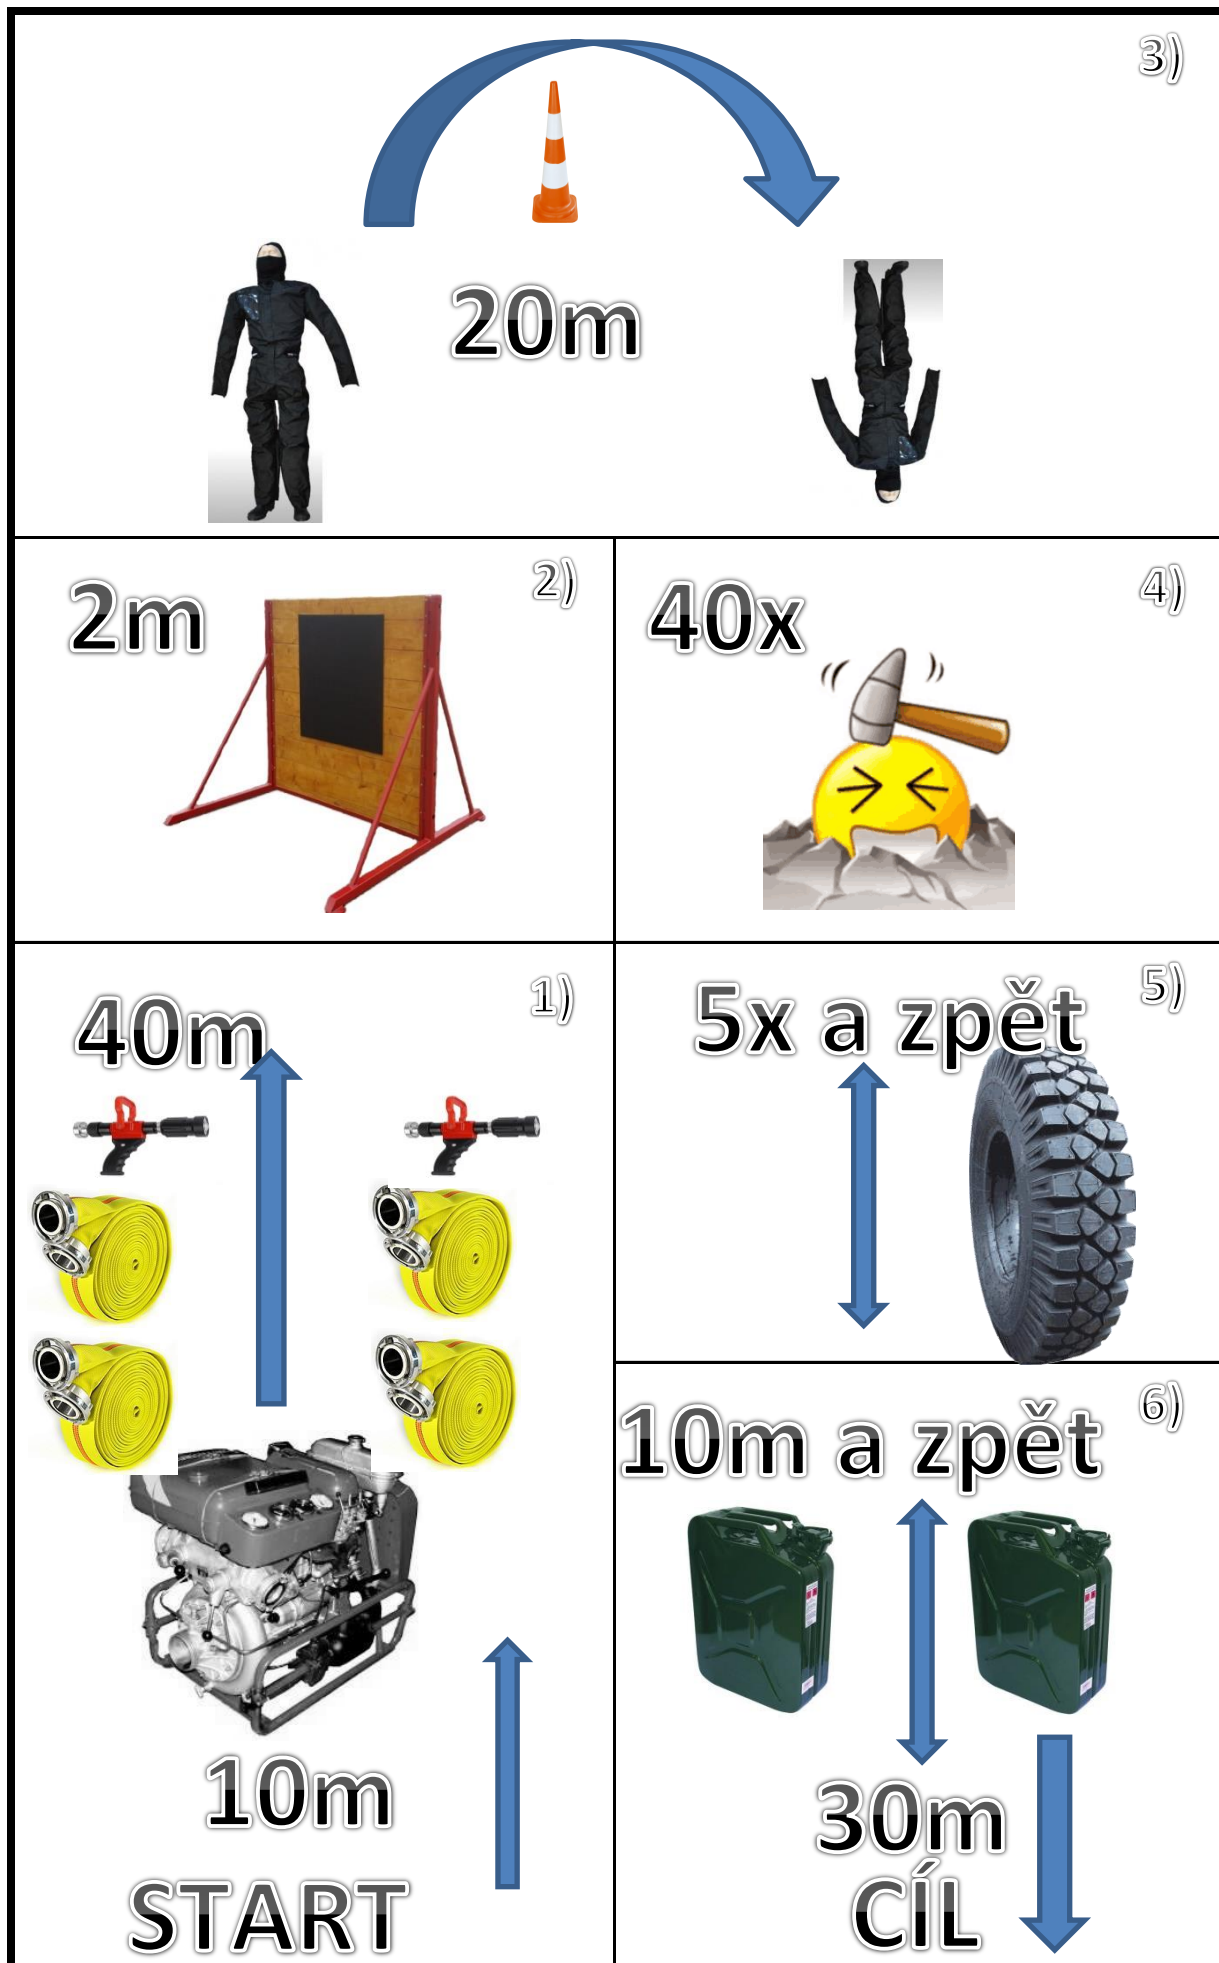 3)
20m
2m
2)
40x
4)
40m
1)
5x a zpět
5)
10m a zpět
6)
10m
START
30m
CÍL